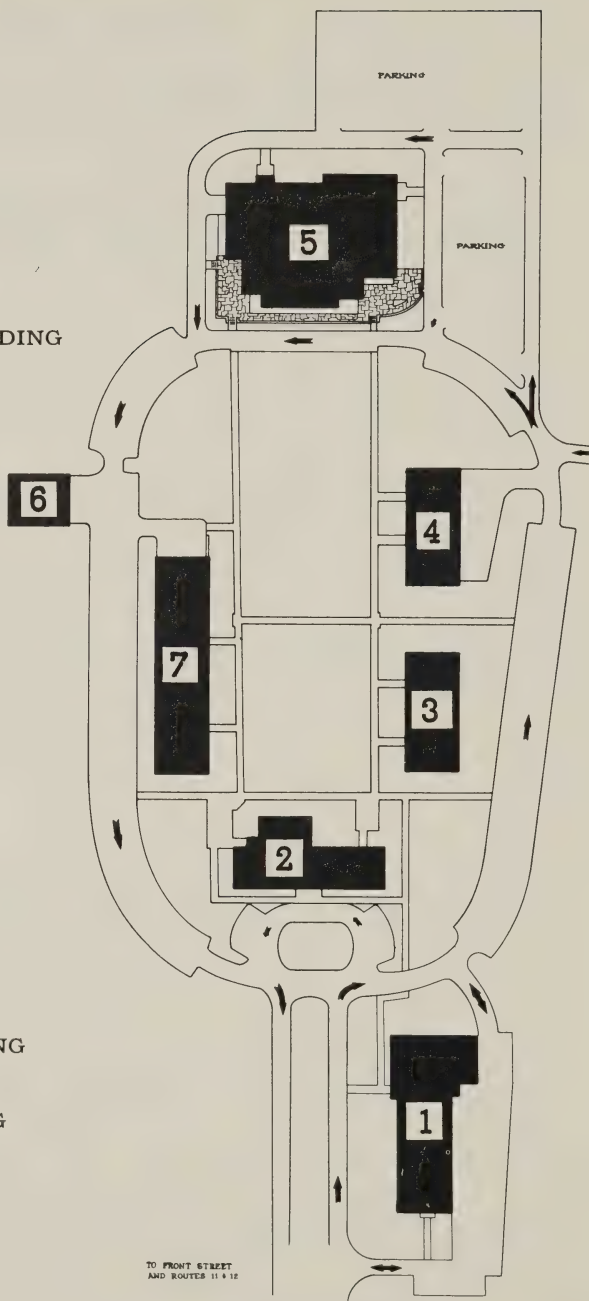 PARKING
5
PARKING
DING
6
4
7
3
2
NG
1
G
TO FRONT STREET
AND ROUTES 11 & 12